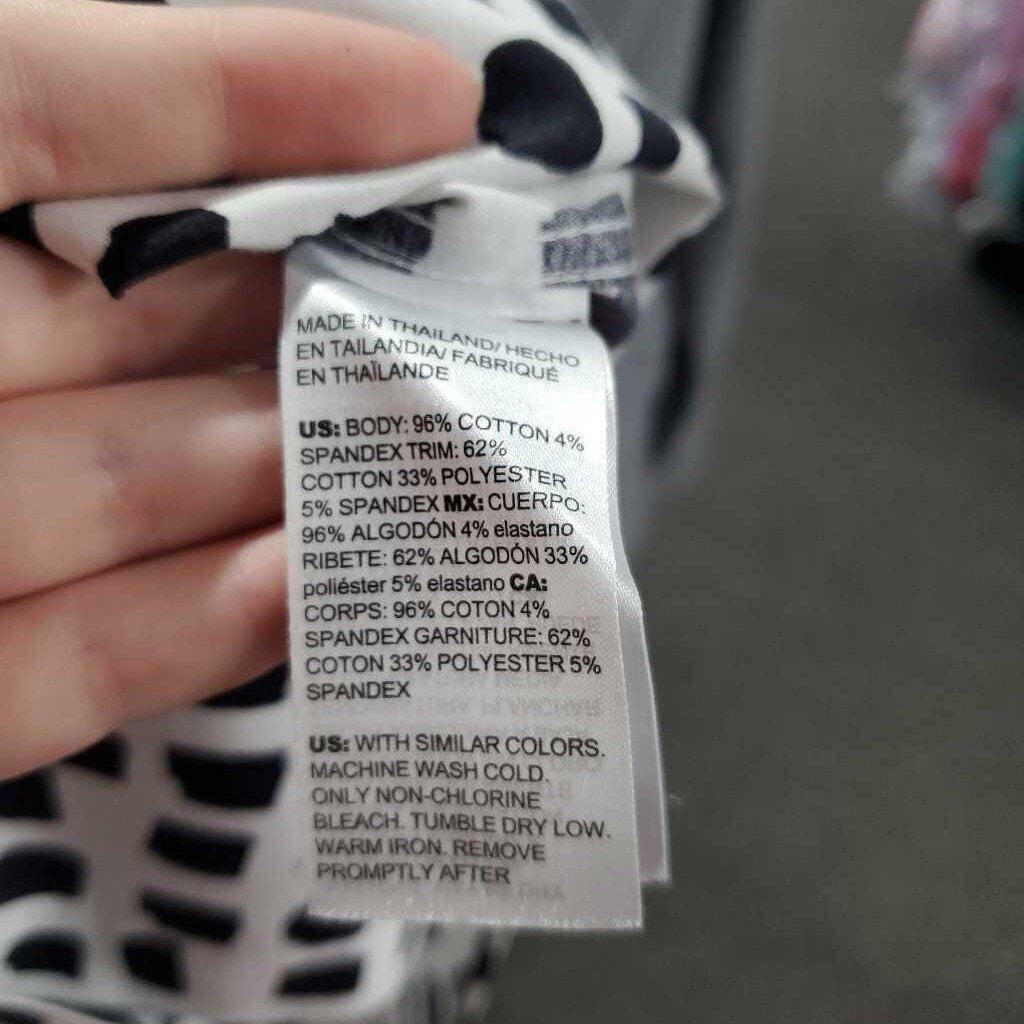 MADE IN THAILAND/ HECHO
EN TAILANDIA/ FABRIQUÉ
EN THAÏLANDE
US: BODY: 96% COTTON 4%
SPANDEX TRIM: 62%
COTTON 33% POLYESTER
5% SPANDEX MX: CUERPO:
96% ALGODÓN 4% elastano
RIBETE: 62% ALGODÓN 33%
poliéster 5% elastano CA:
CORPS: 96% COTON 4%
SPANDEX GARNITURE: 62%
COTON 33% POLYESTER 5%
SPANDEX
US: WITH SIMILAR COLORS.
MACHINE WASH COLD.
ONLY NON-CHLORINE
BLEACH. TUMBLE DRY LOW.
WARM IRON. REMOVE
PROMPTLY AFTER